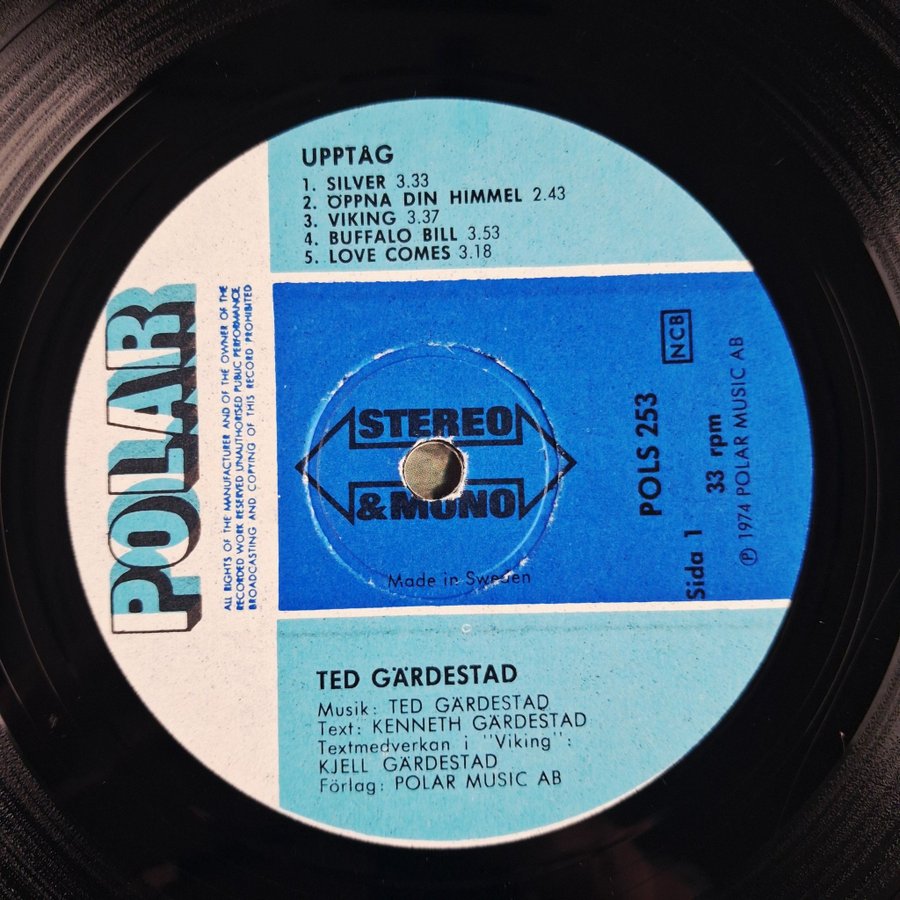 UPPTÅG
1. SILVER 3.33
2. ÖPPNA DIN HIMMEL 2.43
3. VIKING 3.37
4. BUFFALO BILL 3.53
5. LOVE COMES 3.18
POLAR
ALL RIGHTS OF THE MANUFACTURER AND OF THE OWNER OF THE
RECORDED WORK RESERVED UNAUTHORISED PUBLIC PERFORMANCE,
BROADCASTING AND COPYING OF THIS RECORD PROHIBITED
STEREO
& MONO
Made in Sweden
NCB
POLS 253
Sida 1
33 rpm
℗ 1974 POLAR MUSIC AB
TED GÄRDESTAD
Musik: TED GÄRDESTAD
Text: KENNETH GÄRDESTAD
Textmedverkan i "Viking":
KJELL GÄRDESTAD
Förlag: POLAR MUSIC AB